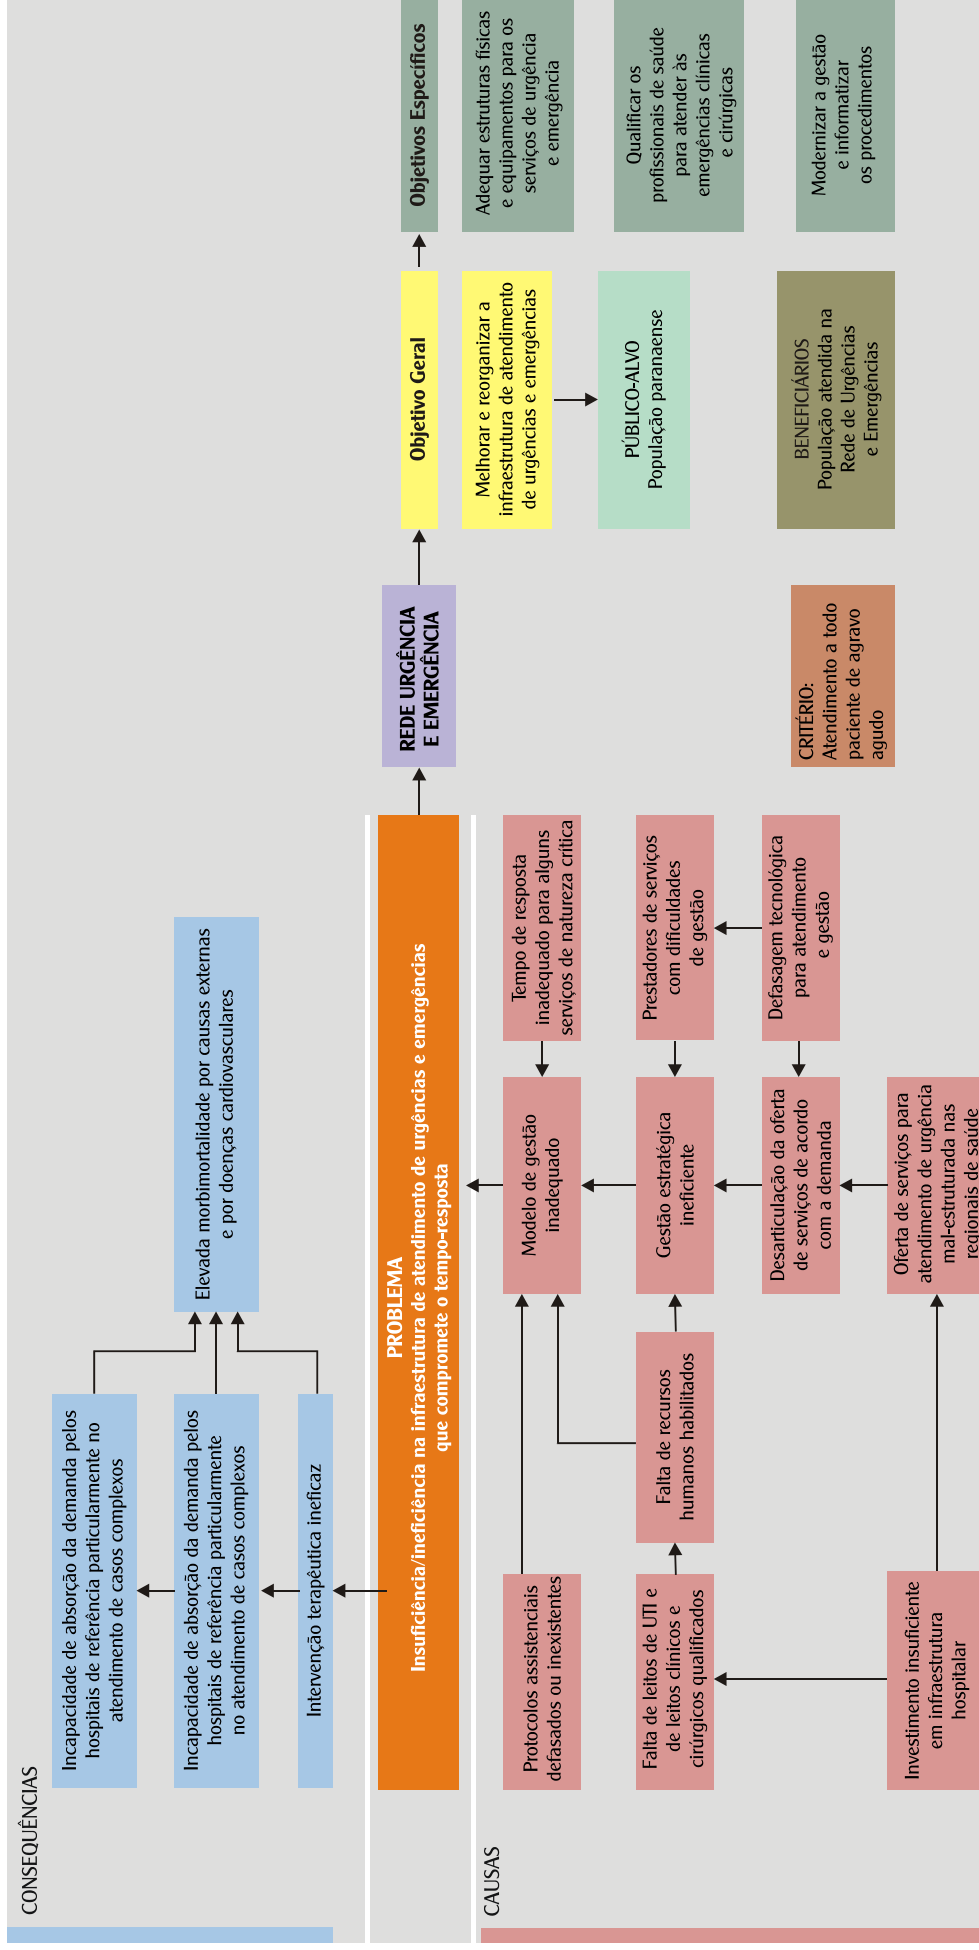 CONSEQUÊNCIAS
Incapacidade de absorção da demanda pelos
hospitais de referência particularmente no
atendimento de casos complexos
Incapacidade de absorção da demanda pelos
hospitais de referência particularmente
no atendimento de casos complexos
Intervenção terapêutica ineficaz
Elevada morbimortalidade por causas externas
e por doenças cardiovasculares
PROBLEMA
Insuficiência/ineficiência na infraestrutura de atendimento de urgências e emergências
que compromete o tempo-resposta
REDE URGÊNCIA
E EMERGÊNCIA
Objetivo Geral
Objetivos Específicos
Melhorar e reorganizar a
infraestrutura de atendimento
de urgências e emergências
Adequar estruturas físicas
e equipamentos para os
serviços de urgência
e emergência
PÚBLICO-ALVO
População paranaense
Qualificar os
profissionais de saúde
para atender às
emergências clínicas
e cirúrgicas
CRITÉRIO:
Atendimento a todo
paciente de agravo
agudo
BENEFICIÁRIOS
População atendida na
Rede de Urgências
e Emergências
Modernizar a gestão
e informatizar
os procedimentos
CAUSAS
Protocolos assistenciais
defasados ou inexistentes
Modelo de gestão
inadequado
Tempo de resposta
inadequado para alguns
serviços de natureza crítica
Falta de leitos de UTI e
de leitos clínicos e
cirúrgicos qualificados
Falta de recursos
humanos habilitados
Gestão estratégica
ineficiente
Prestadores de serviços
com dificuldades
de gestão
Desarticulação da oferta
de serviços de acordo
com a demanda
Defasagem tecnológica
para atendimento
e gestão
Investimento insuficiente
em infraestrutura
hospitalar
Oferta de serviços para
atendimento de urgência
mal-estruturada nas
regionais de saúde